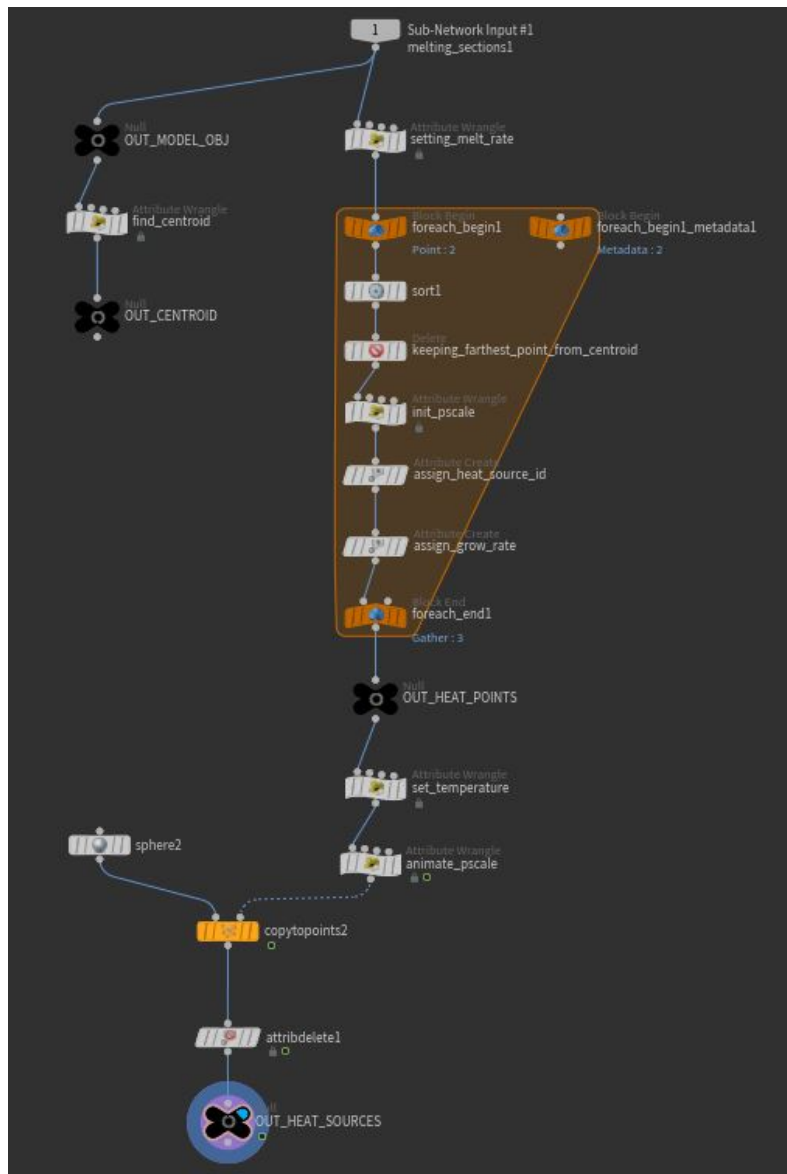 1
Sub-Network Input #1
melting_sections1
Null
OUT_MODEL_OBJ
Attribute Wrangle
setting_melt_rate
Attribute Wrangle
find_centroid
Block Begin
foreach_begin1
Point : 2
Block Begin
foreach_begin1_metadata1
Metadata : 2
sort1
Null
OUT_CENTROID
Delete
keeping_farthest_point_from_centroid
Attribute Wrangle
init_pscale
Attribute Create
assign_heat_source_id
Attribute Create
assign_grow_rate
Block End
foreach_end1
Gather : 3
Null
OUT_HEAT_POINTS
Attribute Wrangle
set_temperature
sphere2
Attribute Wrangle
animate_pscale
copytopoints2
attribdelete1
Null
OUT_HEAT_SOURCES